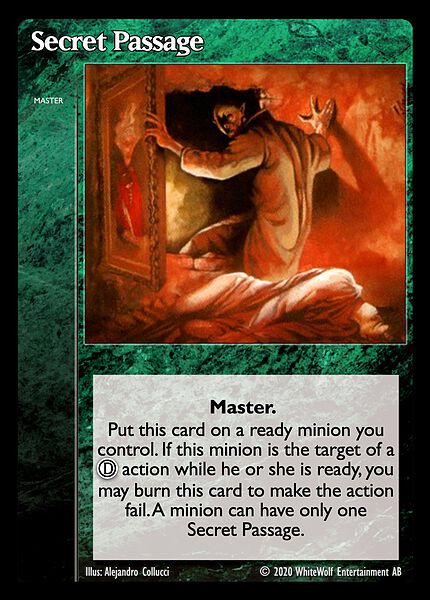 Secret Passage
MASTER
Master.
Put this card on a ready minion you
control. If this minion is the target of a
Ⓓ action while he or she is ready, you
may burn this card to make the action
fail. A minion can have only one
Secret Passage.
Illus: Alejandro Collucci © 2020 WhiteWolf Entertainment AB